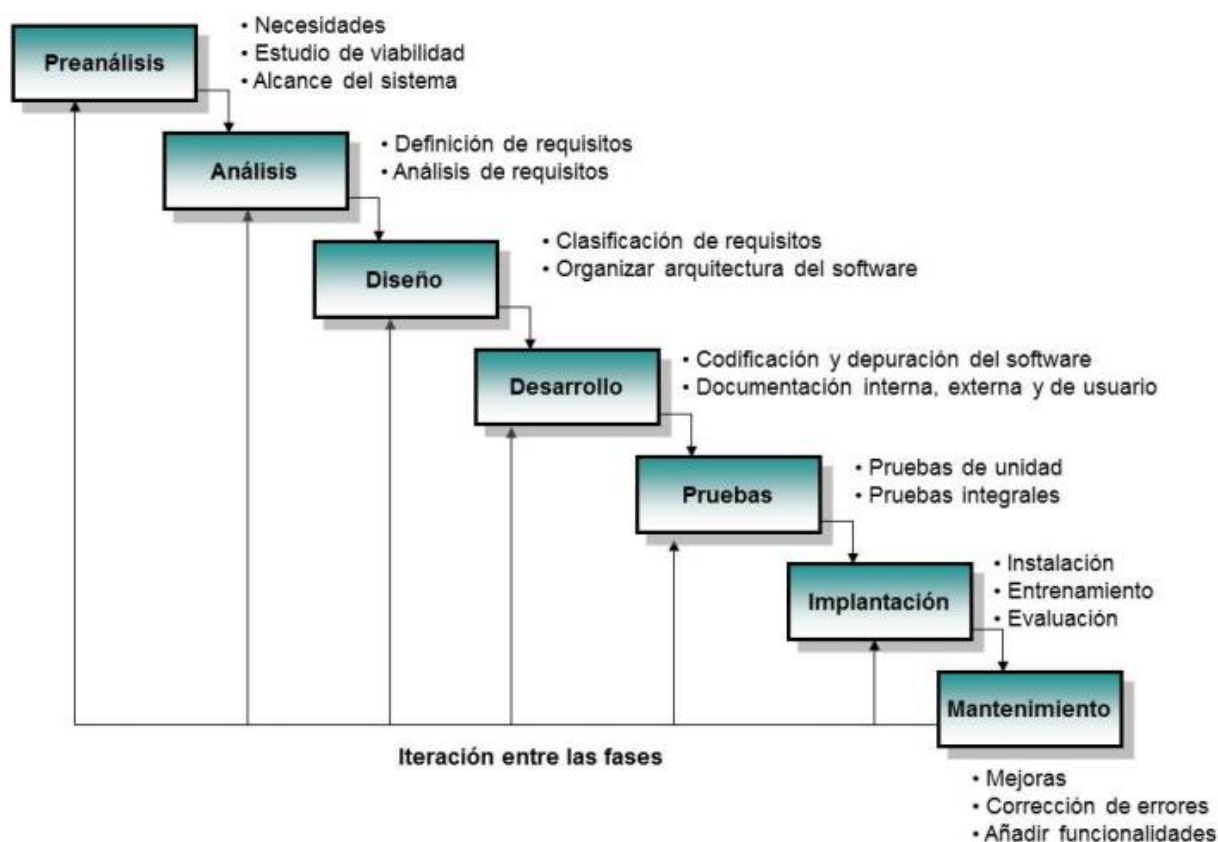 Preanálisis
• Necesidades
• Estudio de viabilidad
• Alcance del sistema
Análisis
• Definición de requisitos
• Análisis de requisitos
Diseño
• Clasificación de requisitos
• Organizar arquitectura del software
Desarrollo
• Codificación y depuración del software
• Documentación interna, externa y de usuario
Pruebas
• Pruebas de unidad
• Pruebas integrales
Implantación
• Instalación
• Entrenamiento
• Evaluación
Mantenimiento
Iteración entre las fases
• Mejoras
• Corrección de errores
• Añadir funcionalidades